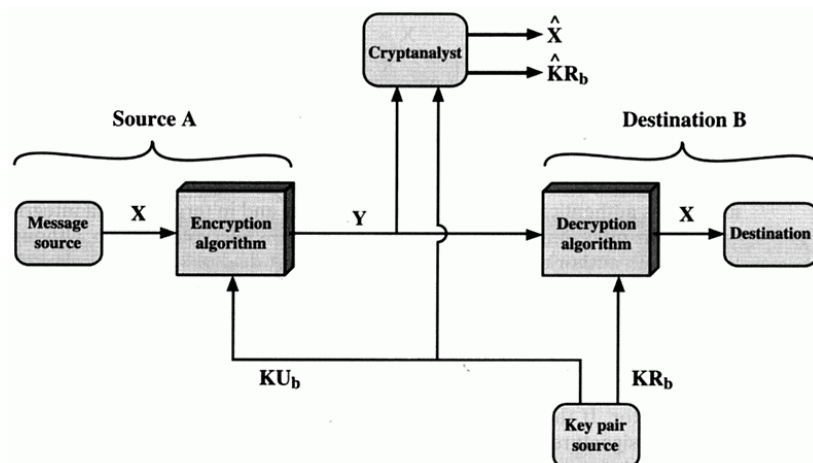 Cryptanalyst
X̂
K̂R_b
Source A
Destination B
Message
source
X
Encryption
algorithm
Y
Decryption
algorithm
X
Destination
KU_b
KR_b
Key pair
source